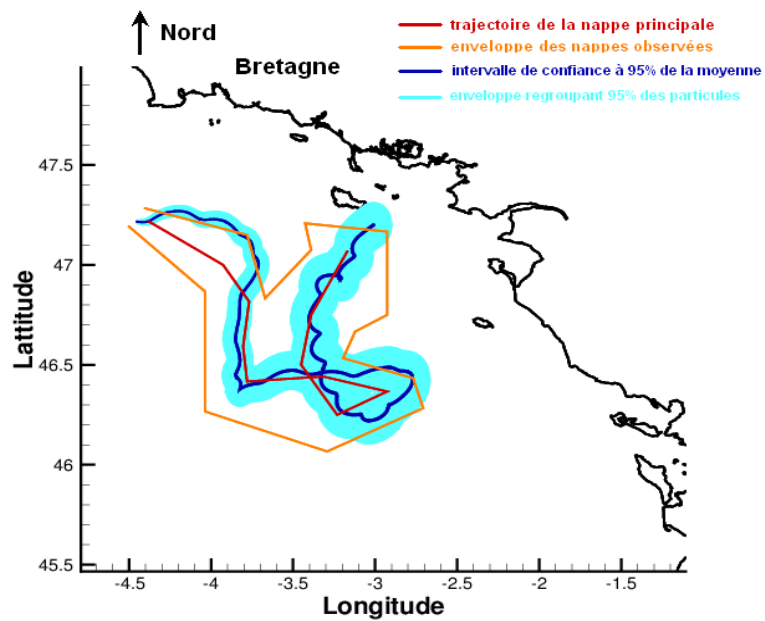 Nord
Bretagne
trajectoire de la nappe principale
enveloppe des nappes observées
intervalle de confiance à 95% de la moyenne
enveloppe regroupant 95% des particules
47.5
47
46.5
46
45.5
Lattitude
-4.5 -4 -3.5 -3 -2.5 -2 -1.5
Longitude